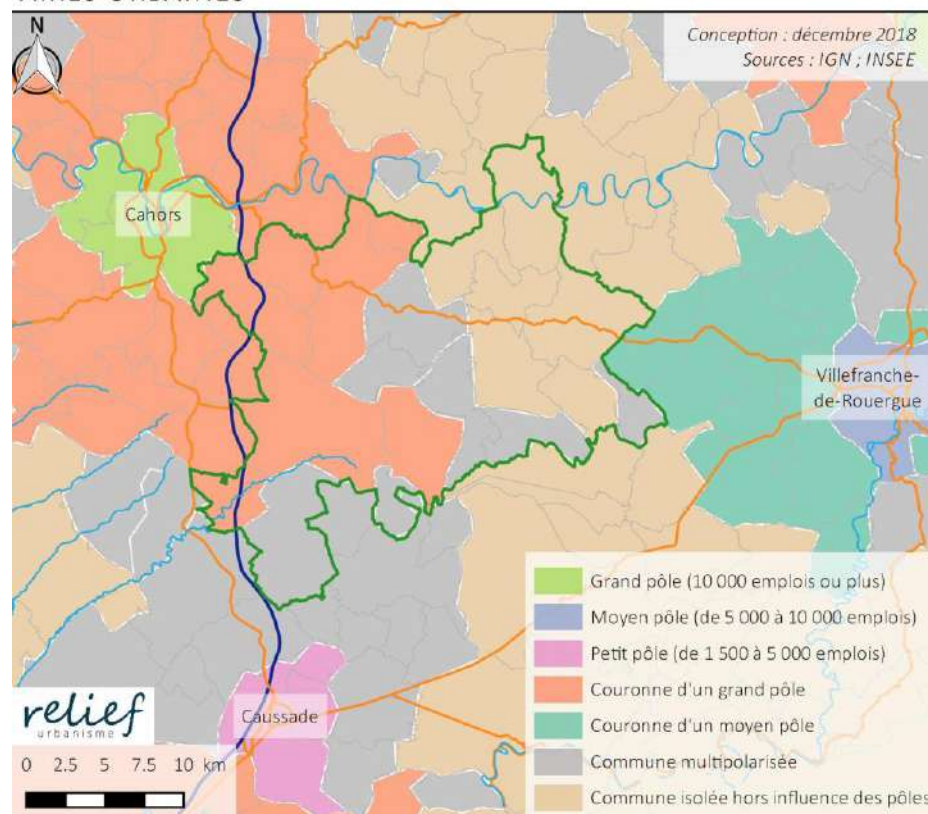 N
Conception : décembre 2018
Sources : IGN ; INSEE
Cahors
Villefranche-
de-Rouergue
Caussade
Grand pôle (10 000 emplois ou plus)
Moyen pôle (de 5 000 à 10 000 emplois)
Petit pôle (de 1 500 à 5 000 emplois)
Couronne d'un grand pôle
Couronne d'un moyen pôle
Commune multipolarisée
Commune isolée hors influence des pôles
relief
urbanisme
0 2.5 5 7.5 10 km